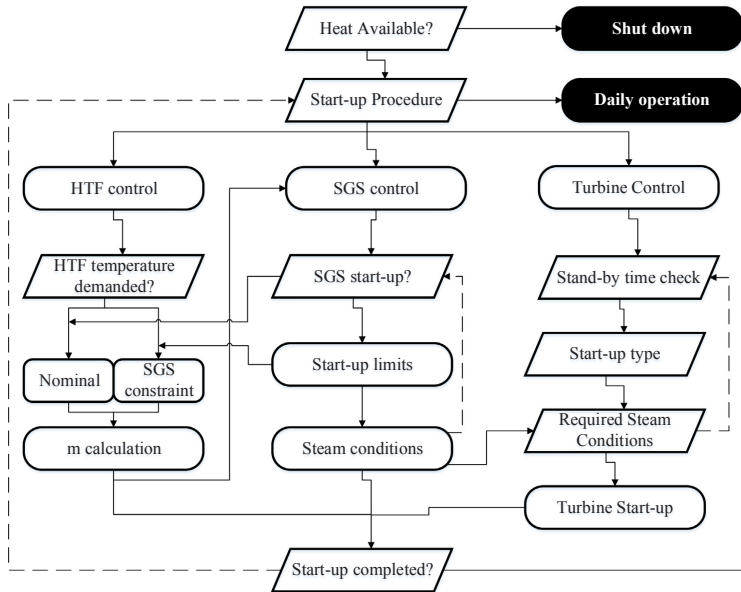 Heat Available?
Shut down
Start-up Procedure
Daily operation
HTF control
SGS control
Turbine Control
HTF temperature
demanded?
SGS start-up?
Stand-by time check
Nominal
SGS
constraint
Start-up limits
Start-up type
m calculation
Steam conditions
Required Steam
Conditions
Turbine Start-up
Start-up completed?